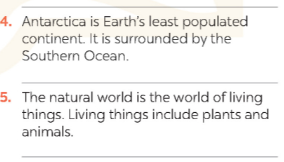 4. Antarctica is Earth's least populated
continent. It is surrounded by the
Southern Ocean.
5. The natural world is the world of living
things. Living things include plants and
animals.